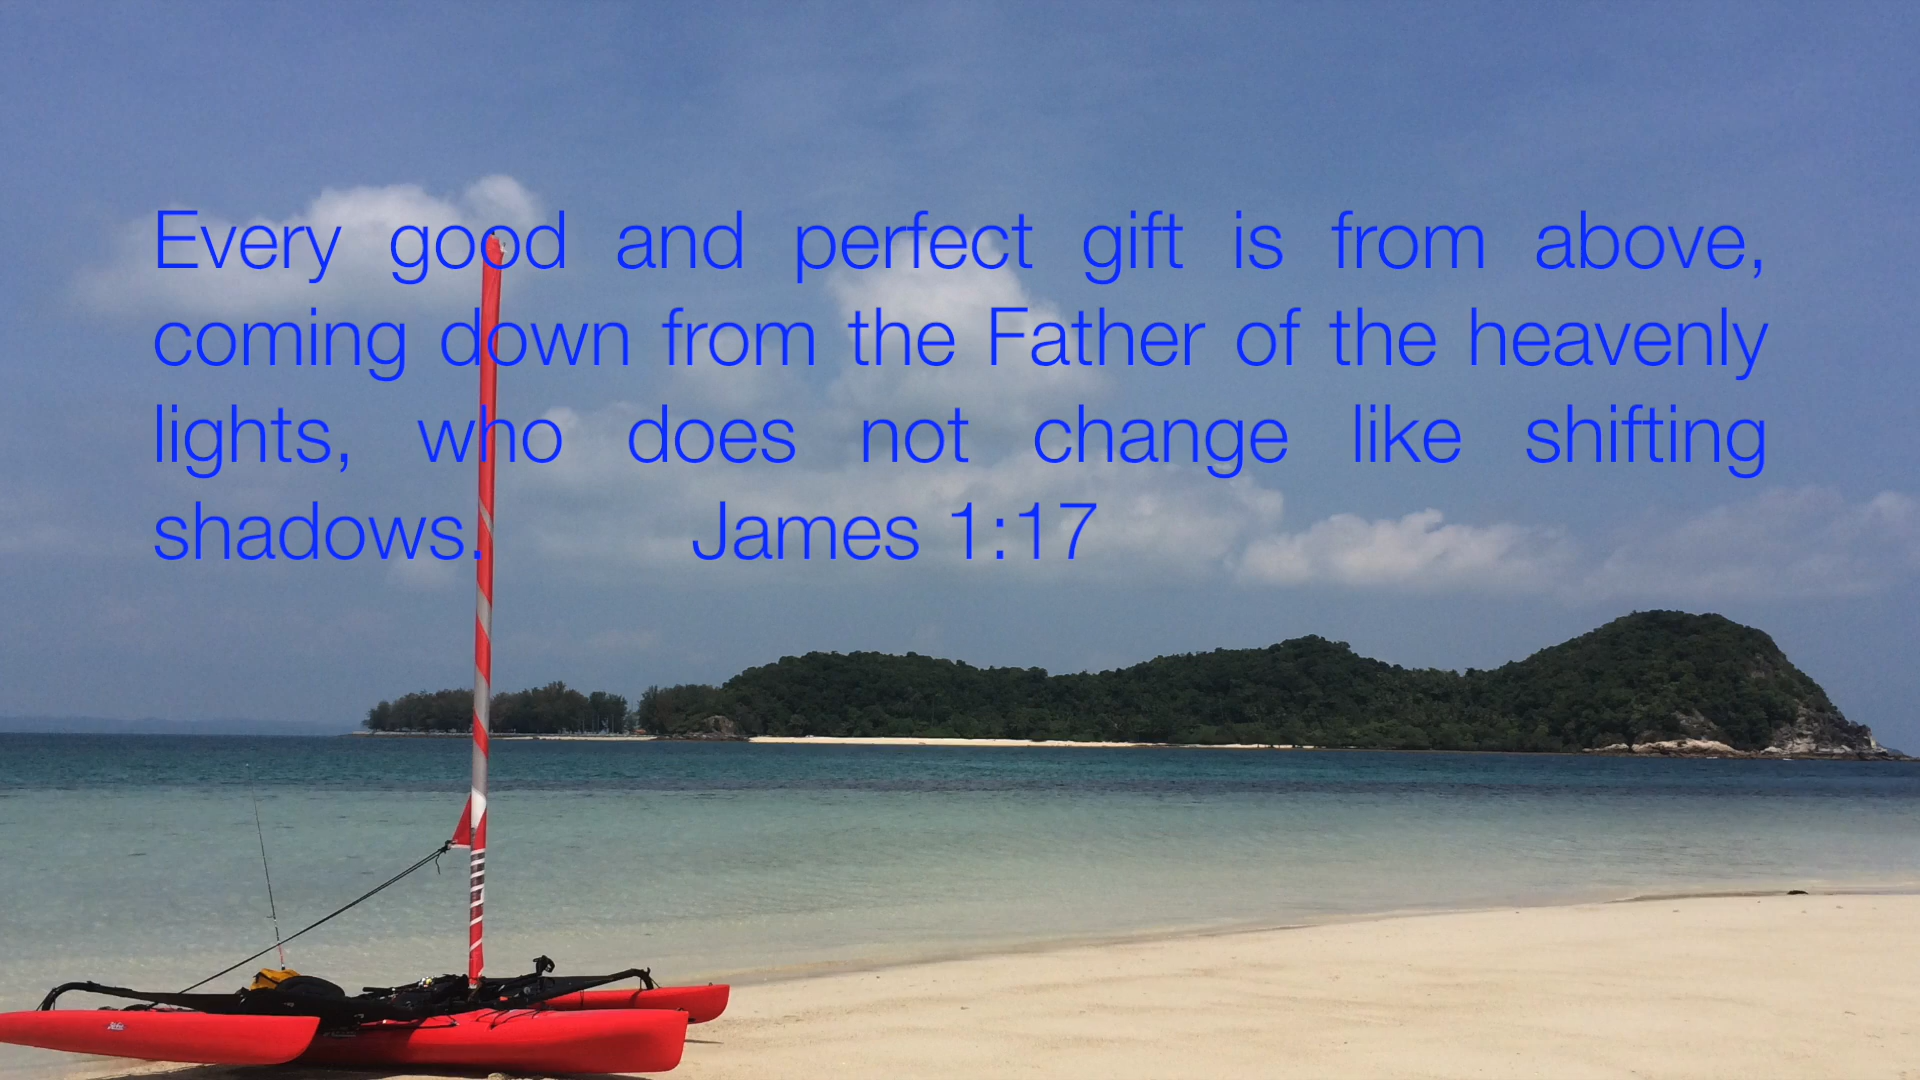 Every good and perfect gift is from above,
coming down from the Father of the heavenly
lights, who does not change like shifting
shadows. James 1:17